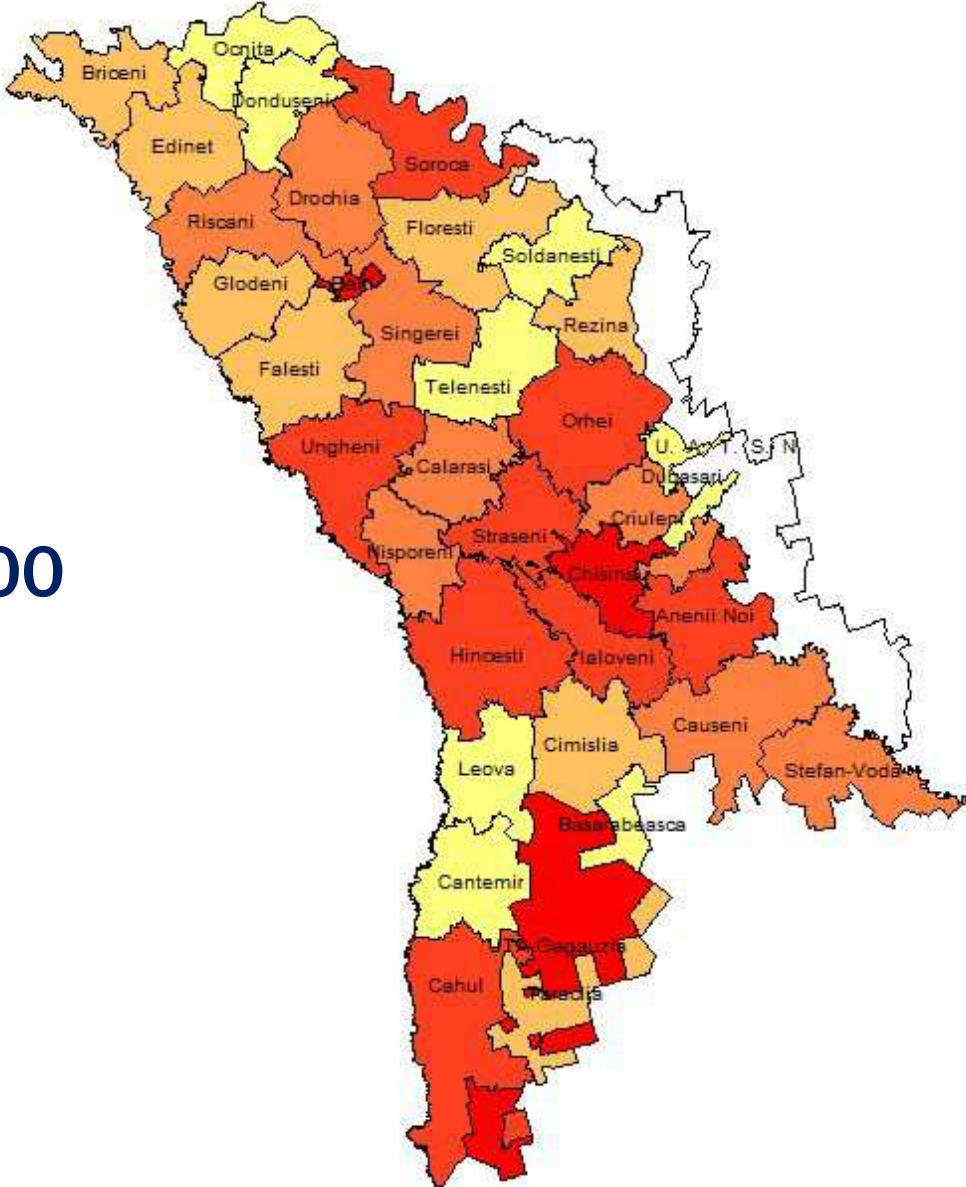 Ocnita
Briceni
Donduseni
Edinet
Soroca
Drochia
Riscani
Floresti
Soldanesti
Glodeni
Rezina
Singerei
Falesti
Telenesti
Orhei
Ungheni
U. A. T. S. N
Calarasi
Dubasari
Criuleni
Straseni
Nisporeni
00
Chisinau
Anenii Noi
Hincesti
Ialoveni
Causeni
Cimislia
Leova
Stefan-Voda
Basarabeasca
Cantemir
UTA Gagauzia
Cahul
Taraclia